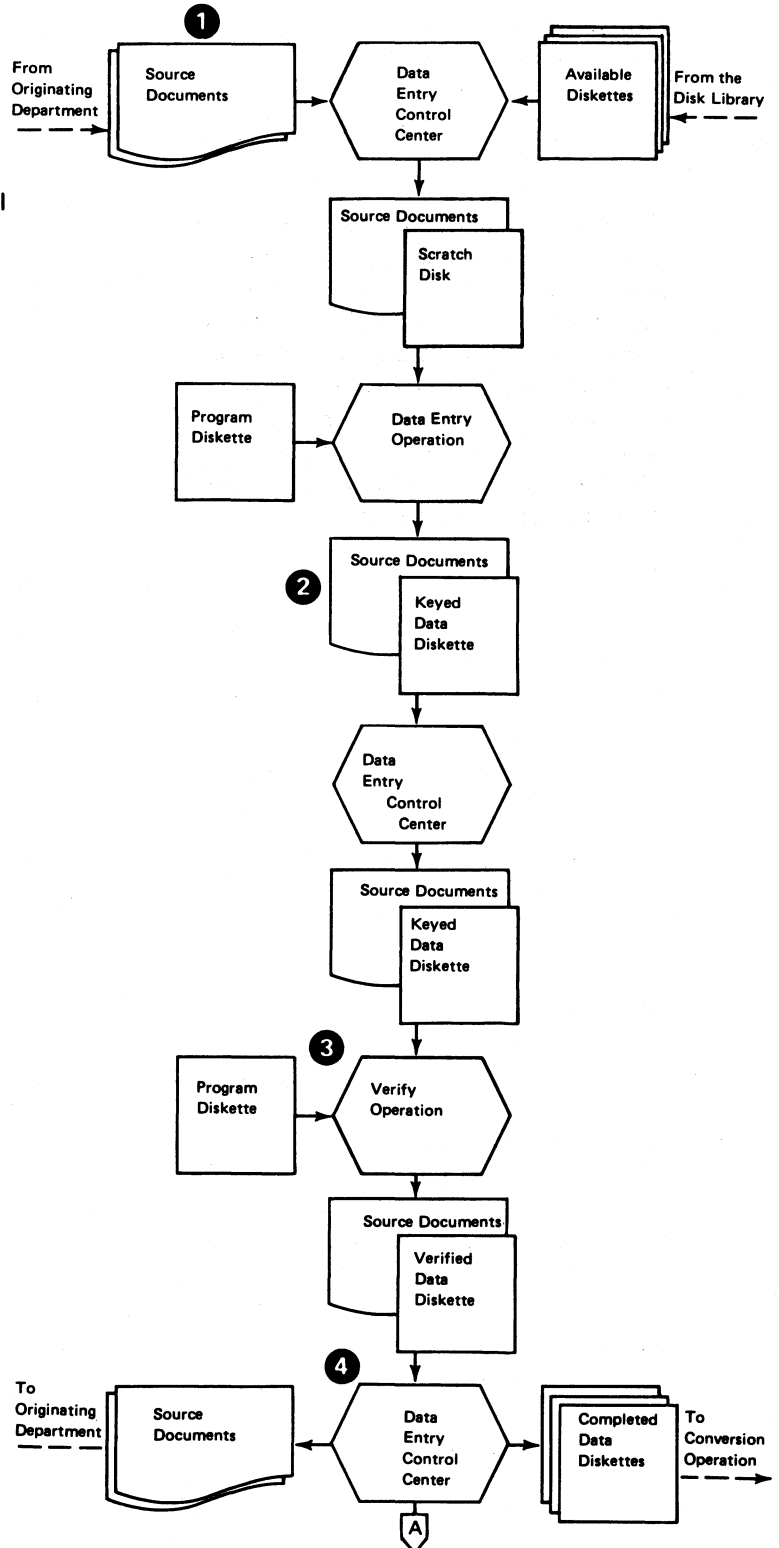 1
From
Originating
Department
Source
Documents
Data
Entry
Control
Center
Available
Diskettes
From the
Disk Library
Source Documents
Scratch
Disk
Program
Diskette
Data Entry
Operation
2
Source Documents
Keyed
Data
Diskette
Data
Entry
Control
Center
Source Documents
Keyed
Data
Diskette
3
Program
Diskette
Verify
Operation
Source Documents
Verified
Data
Diskette
4
To
Originating
Department
Source
Documents
Data
Entry
Control
Center
Completed
Data
Diskettes
To
Conversion
Operation
A